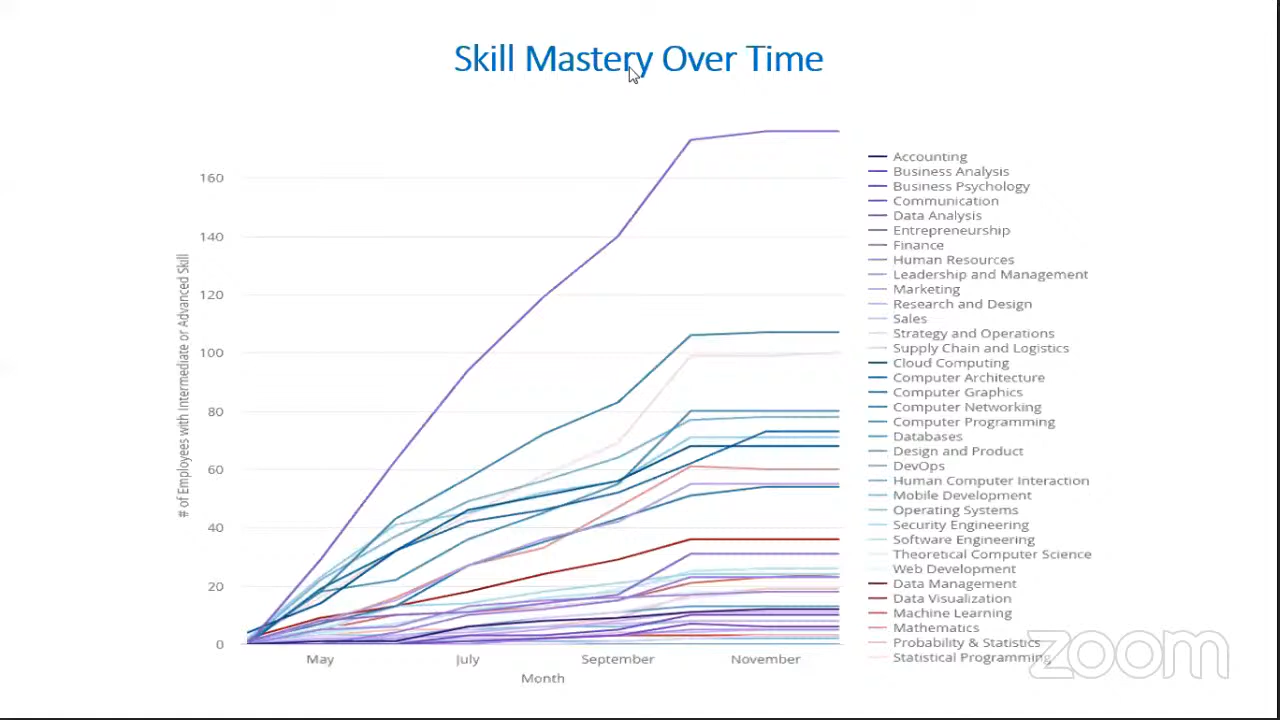 Skill Mastery Over Time
160
140
120
100
80
60
40
20
0
# of Employees with Intermediate or Advanced Skill
May
July
September
November
Month
Accounting
Business Analysis
Business Psychology
Communication
Data Analysis
Entrepreneurship
Finance
Human Resources
Leadership and Management
Marketing
Research and Design
Sales
Strategy and Operations
Supply Chain and Logistics
Cloud Computing
Computer Architecture
Computer Graphics
Computer Networking
Computer Programming
Databases
Design and Product
DevOps
Human Computer Interaction
Mobile Development
Operating Systems
Security Engineering
Software Engineering
Theoretical Computer Science
Web Development
Data Management
Data Visualization
Machine Learning
Mathematics
Probability & Statistics
Statistical Programming
zoom